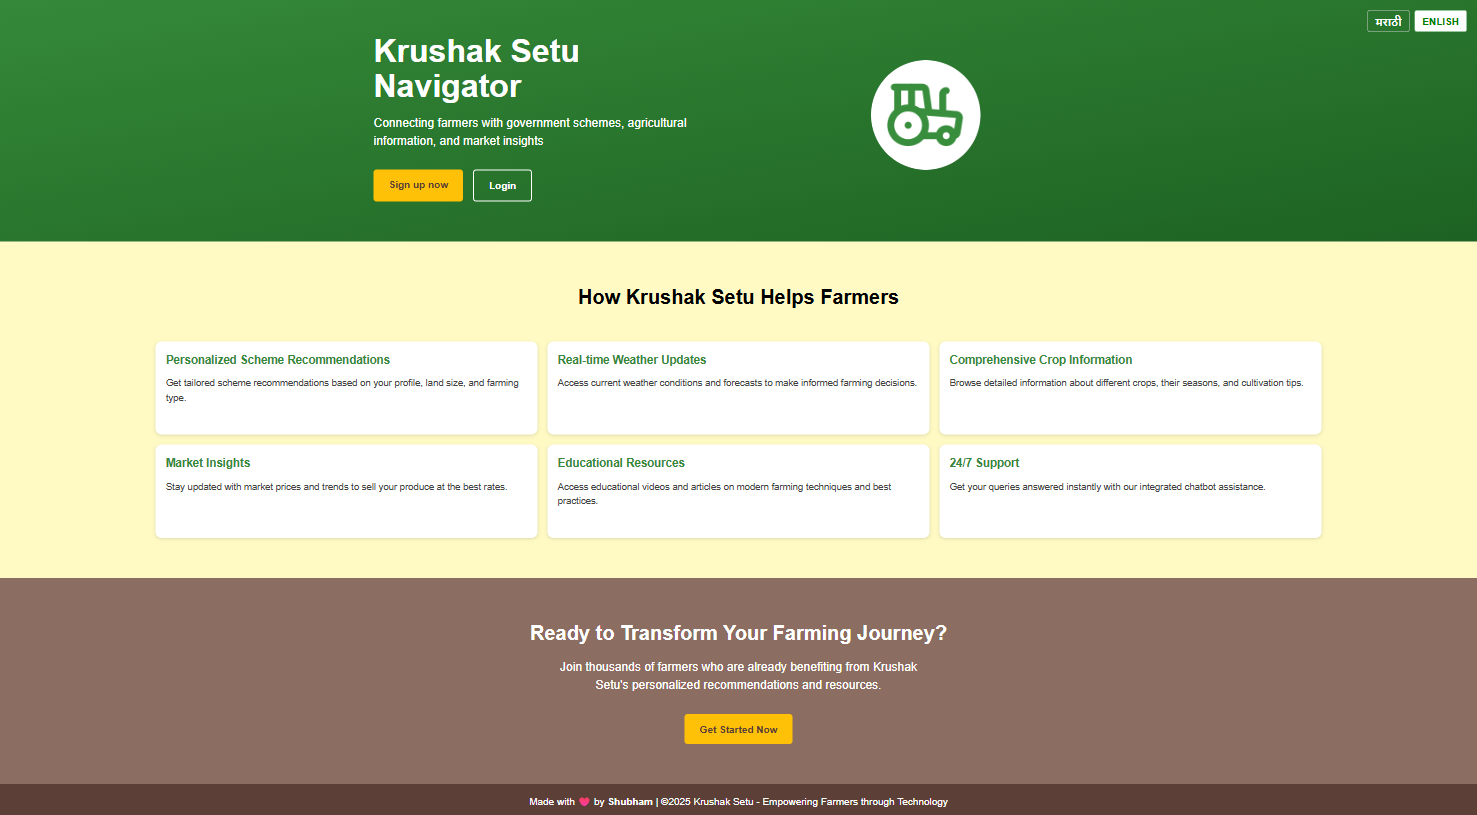 मराठी
ENLISH
Krushak Setu
Navigator
Connecting farmers with government schemes, agricultural
information, and market insights
Sign up now
Login
How Krushak Setu Helps Farmers
Personalized Scheme Recommendations
Get tailored scheme recommendations based on your profile, land size, and farming
type.
Real-time Weather Updates
Access current weather conditions and forecasts to make informed farming decisions.
Comprehensive Crop Information
Browse detailed information about different crops, their seasons, and cultivation tips.
Market Insights
Stay updated with market prices and trends to sell your produce at the best rates.
Educational Resources
Access educational videos and articles on modern farming techniques and best
practices.
24/7 Support
Get your queries answered instantly with our integrated chatbot assistance.
Ready to Transform Your Farming Journey?
Join thousands of farmers who are already benefiting from Krushak
Setu's personalized recommendations and resources.
Get Started Now
Made with ❤ by Shubham | ©2025 Krushak Setu - Empowering Farmers through Technology